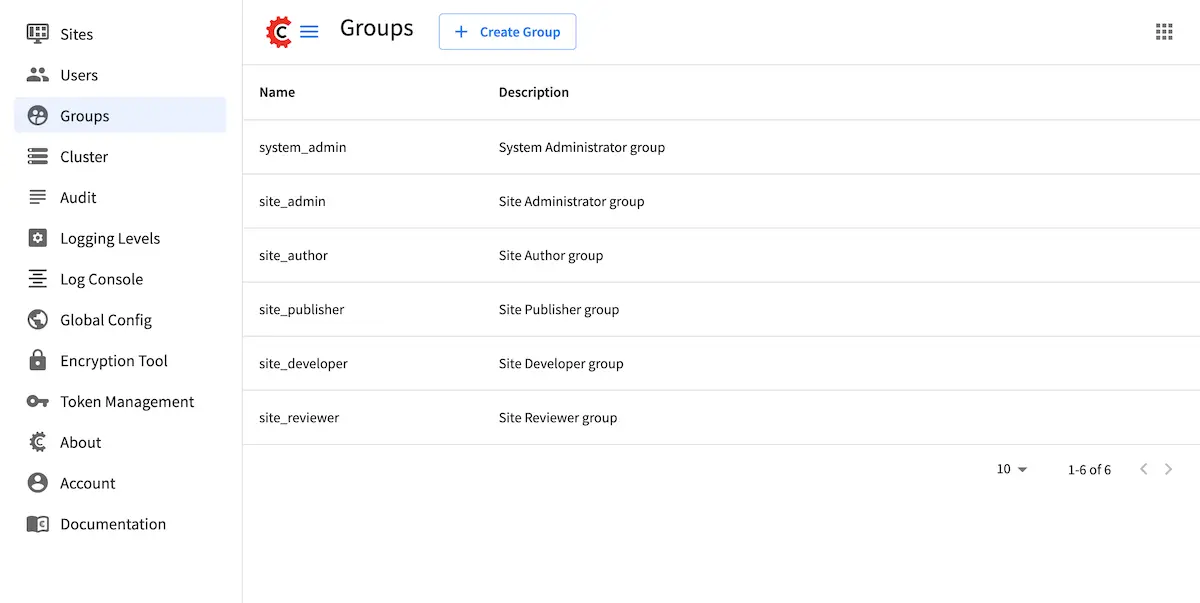 Sites
Users
Groups
Cluster
Audit
Logging Levels
Log Console
Global Config
Encryption Tool
Token Management
About
Account
Documentation
Groups
+ Create Group
Name Description
system_admin System Administrator group
site_admin Site Administrator group
site_author Site Author group
site_publisher Site Publisher group
site_developer Site Developer group
site_reviewer Site Reviewer group
10 1-6 of 6